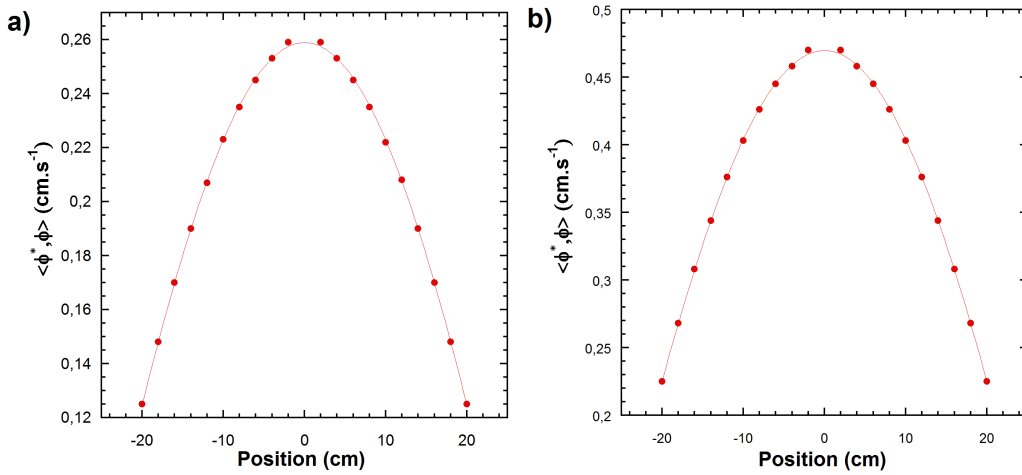 a)
<ϕ*,ϕ> (cm.s⁻¹)
0,26
0,24
0,22
0,2
0,18
0,16
0,14
0,12
-20 -10 0 10 20
Position (cm)
b)
<ϕ*,ϕ> (cm.s⁻¹)
0,5
0,45
0,4
0,35
0,3
0,25
0,2
-20 -10 0 10 20
Position (cm)